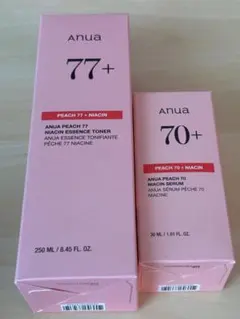 Anua
77+
PEACH 77 + NIACIN
ANUA PEACH 77
NIACIN ESSENCE TONER
ANUA ESSENCE TONIFIANTE
PÊCHE 77 NIACINE
250 ML / 8.45 FL. OZ.
Anua
70+
PEACH 70 + NIACIN
ANUA PEACH 70
NIACIN SERUM
ANUA SÉRUM PÊCHE 70
NIACINE
30 ML / 1.01 FL. OZ.